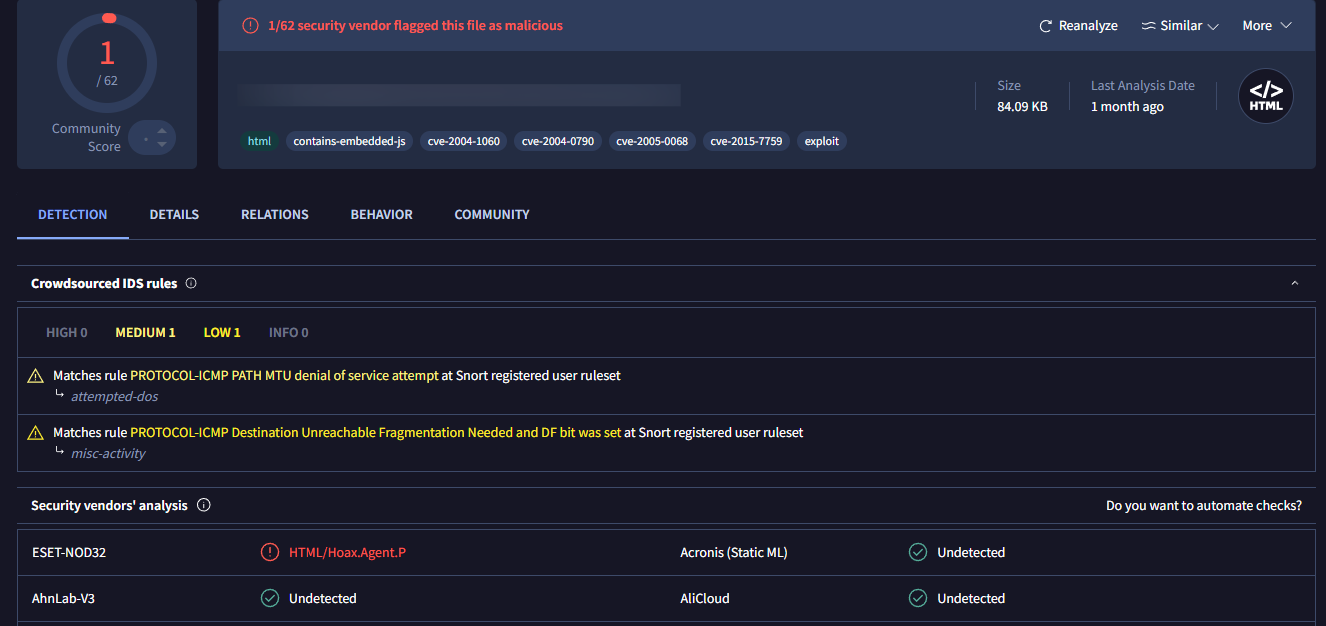 1
/ 62
Community
Score
1/62 security vendor flagged this file as malicious
Reanalyze
Similar
More
Size
84.09 KB
Last Analysis Date
1 month ago
</>
HTML
html contains-embedded-js cve-2004-1060 cve-2004-0790 cve-2005-0068 cve-2015-7759 exploit
DETECTION DETAILS RELATIONS BEHAVIOR COMMUNITY
Crowdsourced IDS rules
HIGH 0 MEDIUM 1 LOW 1 INFO 0
Matches rule PROTOCOL-ICMP PATH MTU denial of service attempt at Snort registered user ruleset
↳ attempted-dos
Matches rule PROTOCOL-ICMP Destination Unreachable Fragmentation Needed and DF bit was set at Snort registered user ruleset
↳ misc-activity
Security vendors' analysis Do you want to automate checks?
ESET-NOD32 HTML/Hoax.Agent.P Acronis (Static ML) Undetected
AhnLab-V3 Undetected AliCloud Undetected